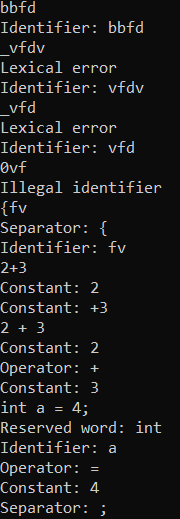 bbfd
Identifier: bbfd
_vfdv
Lexical error
Identifier: vfdv
_vfd
Lexical error
Identifier: vfd
0vf
Illegal identifier
{fv
Separator: {
Identifier: fv
2+3
Constant: 2
Constant: +3
2 + 3
Constant: 2
Operator: +
Constant: 3
int a = 4;
Reserved word: int
Identifier: a
Operator: =
Constant: 4
Separator: ;